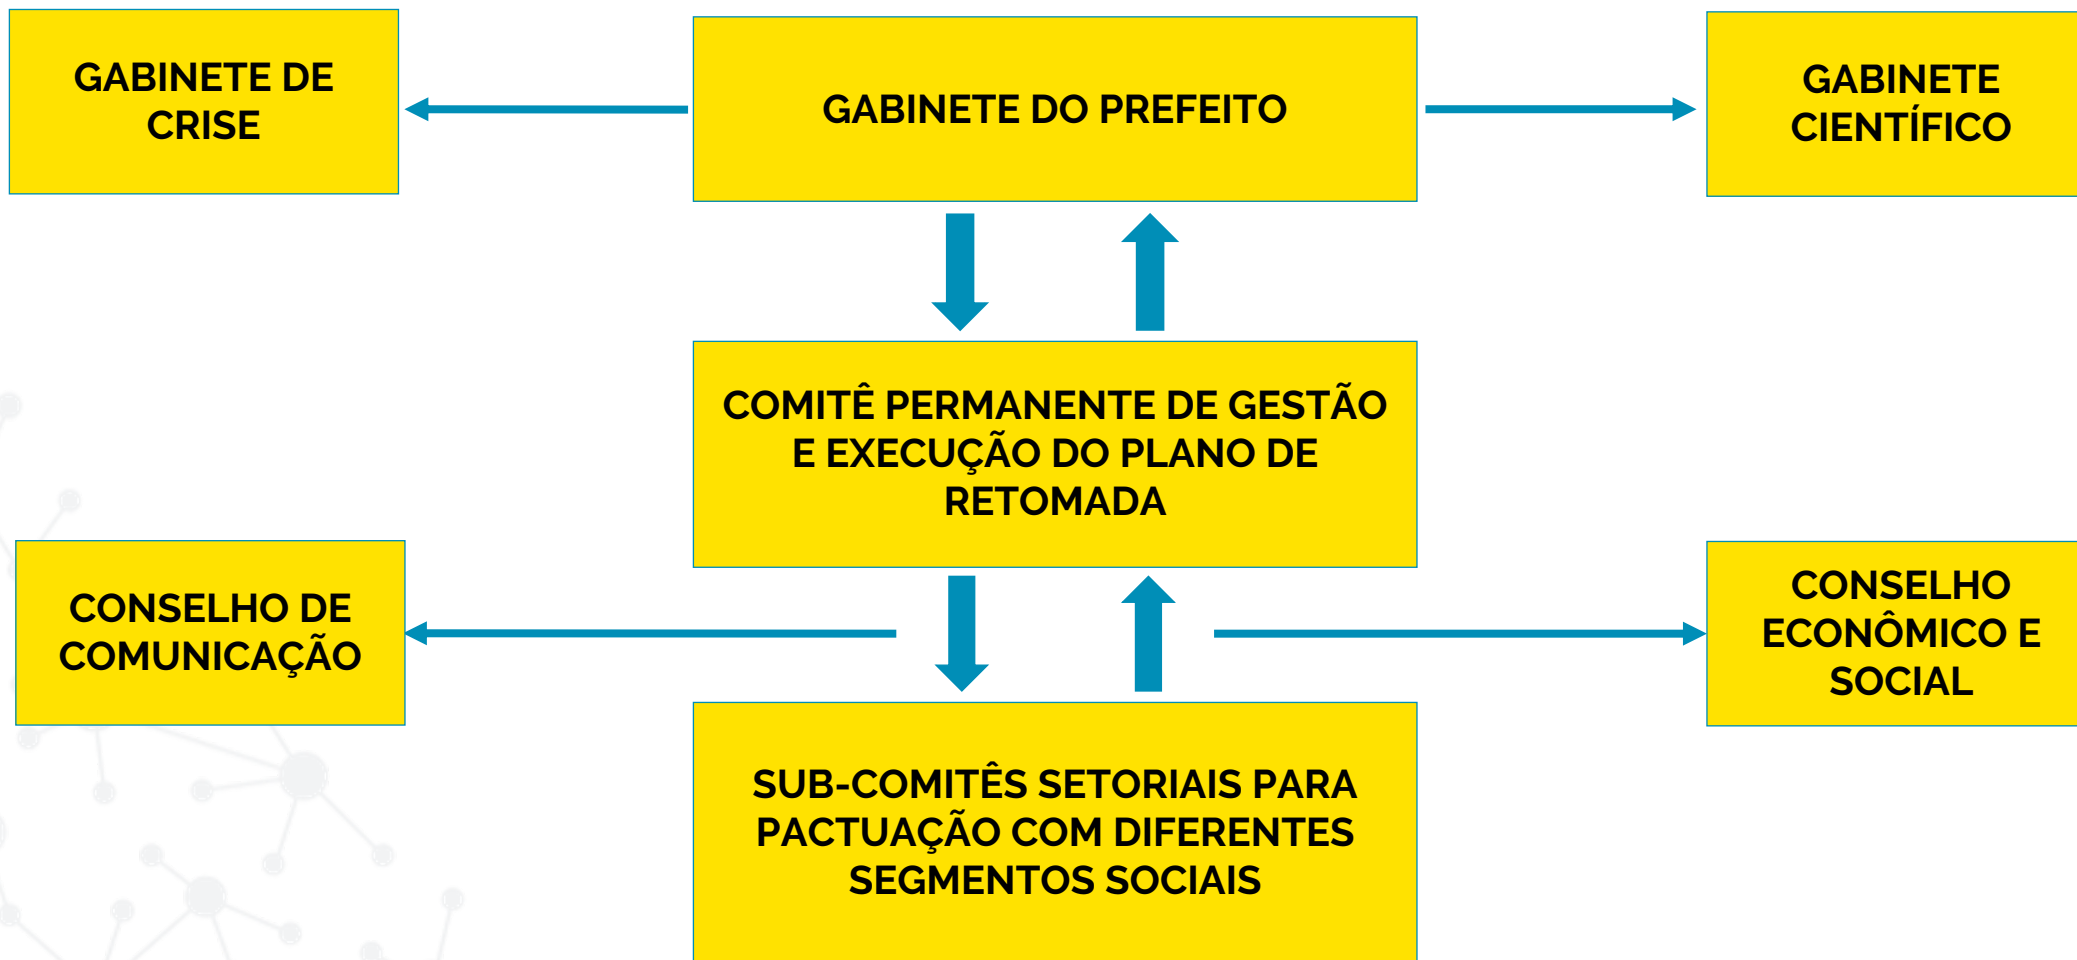 GABINETE DE
CRISE
GABINETE DO PREFEITO
GABINETE
CIENTÍFICO
COMITÊ PERMANENTE DE GESTÃO
E EXECUÇÃO DO PLANO DE
RETOMADA
CONSELHO DE
COMUNICAÇÃO
CONSELHO
ECONÔMICO E
SOCIAL
SUB-COMITÊS SETORIAIS PARA
PACTUAÇÃO COM DIFERENTES
SEGMENTOS SOCIAIS